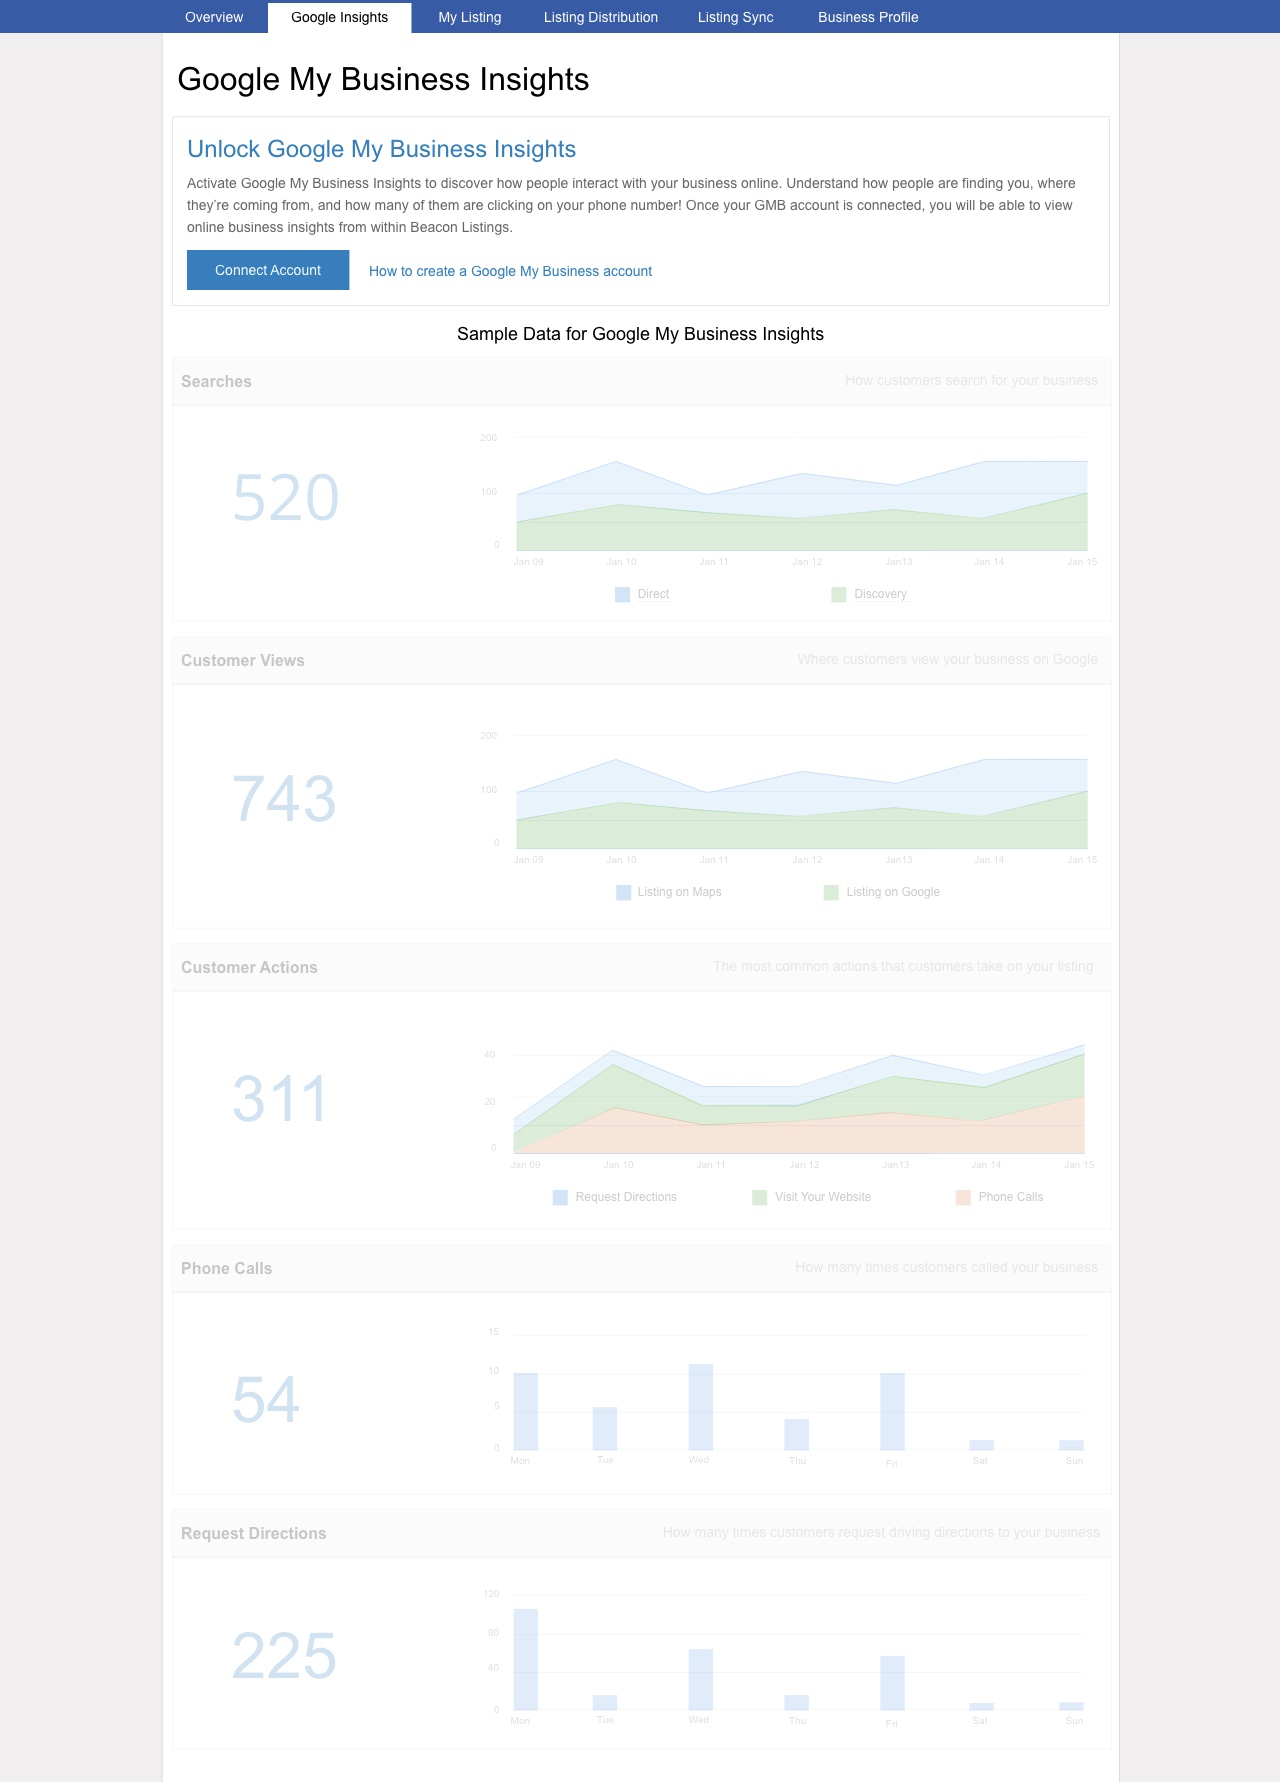 Overview Google Insights My Listing Listing Distribution Listing Sync Business Profile
Google My Business Insights
Unlock Google My Business Insights
Activate Google My Business Insights to discover how people interact with your business online. Understand how people are finding you, where
they’re coming from, and how many of them are clicking on your phone number! Once your GMB account is connected, you will be able to view
online business insights from within Beacon Listings.
Connect Account How to create a Google My Business account
Sample Data for Google My Business Insights
Searches How customers search for your business
520
200
100
0
Jan 09 Jan 10 Jan 11 Jan 12 Jan13 Jan 14 Jan 15
Direct Discovery
Customer Views Where customers view your business on Google
743
200
100
0
Jan 09 Jan 10 Jan 11 Jan 12 Jan13 Jan 14 Jan 15
Listing on Maps Listing on Google
Customer Actions The most common actions that customers take on your listing
311
40
20
0
Jan 09 Jan 10 Jan 11 Jan 12 Jan13 Jan 14 Jan 15
Request Directions Visit Your Website Phone Calls
Phone Calls How many times customers called your business
54
15
10
5
0
Mon Tue Wed Thu Fri Sat Sun
Request Directions How many times customers request driving directions to your business
225
120
80
40
0
Mon Tue Wed Thu Fri Sat Sun